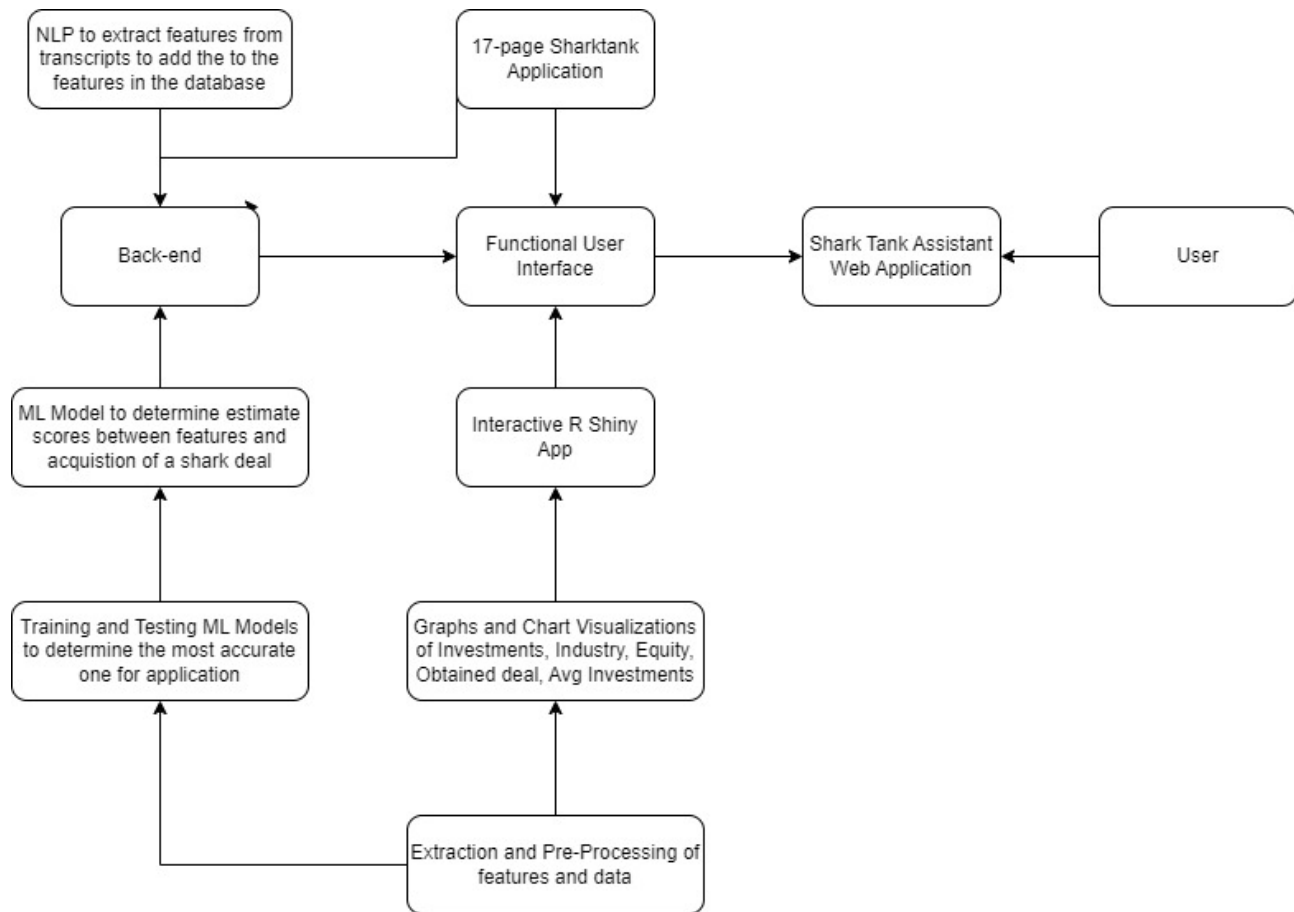 NLP to extract features from
transcripts to add the to the
features in the database
17-page Sharktank
Application
Back-end
Functional User
Interface
Shark Tank Assistant
Web Application
User
ML Model to determine estimate
scores between features and
acquistion of a shark deal
Interactive R Shiny
App
Training and Testing ML Models
to determine the most accurate
one for application
Graphs and Chart Visualizations
of Investments, Industry, Equity,
Obtained deal, Avg Investments
Extraction and Pre-Processing of
features and data